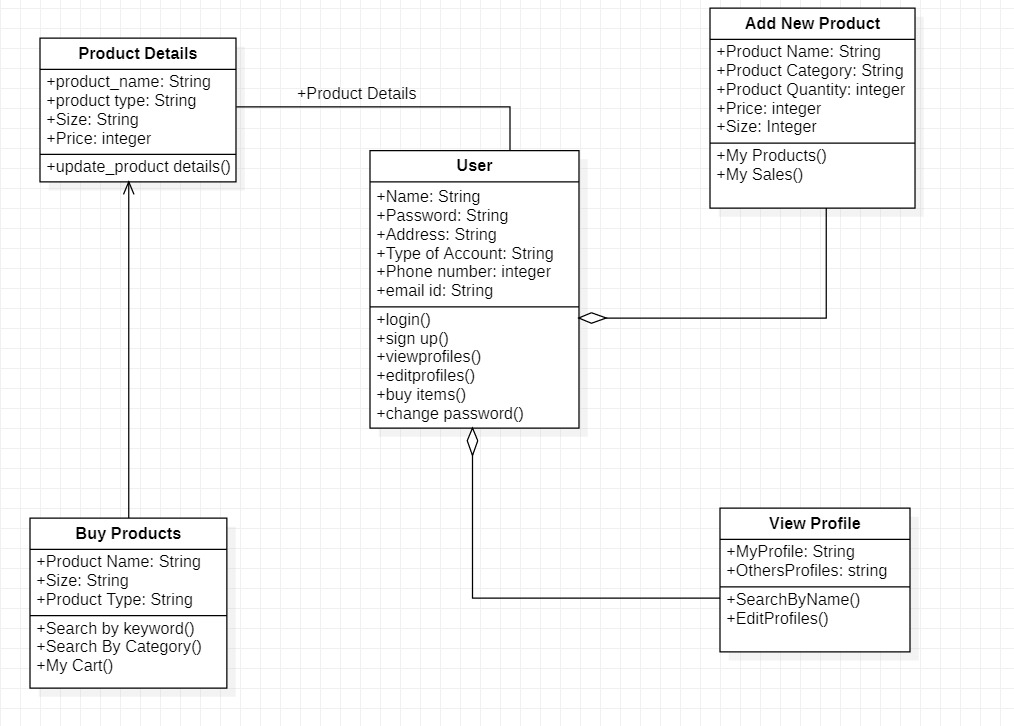 Product Details
+product_name: String
+product type: String
+Size: String
+Price: integer
+update_product details()
+Product Details
User
+Name: String
+Password: String
+Address: String
+Type of Account: String
+Phone number: integer
+email id: String
+login()
+sign up()
+viewprofiles()
+editprofiles()
+buy items()
+change password()
Add New Product
+Product Name: String
+Product Category: String
+Product Quantity: integer
+Price: integer
+Size: Integer
+My Products()
+My Sales()
Buy Products
+Product Name: String
+Size: String
+Product Type: String
+Search by keyword()
+Search By Category()
+My Cart()
View Profile
+MyProfile: String
+OthersProfiles: string
+SearchByName()
+EditProfiles()